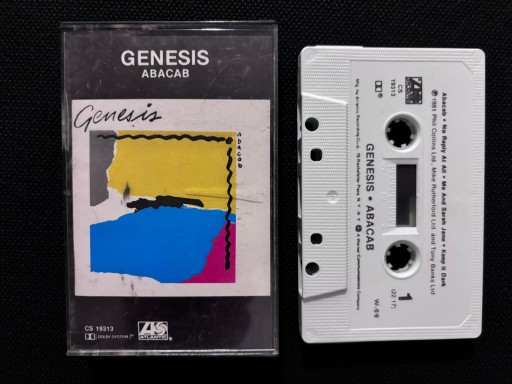 GENESIS
ABACAB
Genesis
ABACAB
CS 19313
DOLBY SYSTEM
ATLANTIC
Abacab • No Reply At All • Me And Sarah Jane • Keep It Dark
℗ 1981 Phil Collins Ltd., Mike Rutherford Ltd. and Tony Banks Ltd.
CS
19313
GENESIS • ABACAB
1
(22:17)
W-99